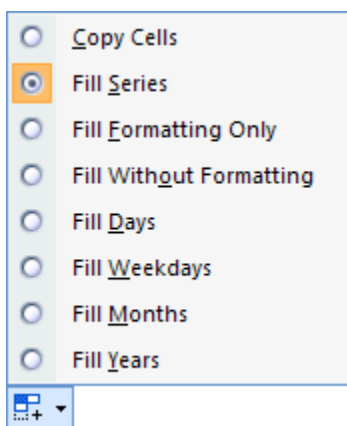 Copy Cells
Fill Series
Fill Formatting Only
Fill Without Formatting
Fill Days
Fill Weekdays
Fill Months
Fill Years